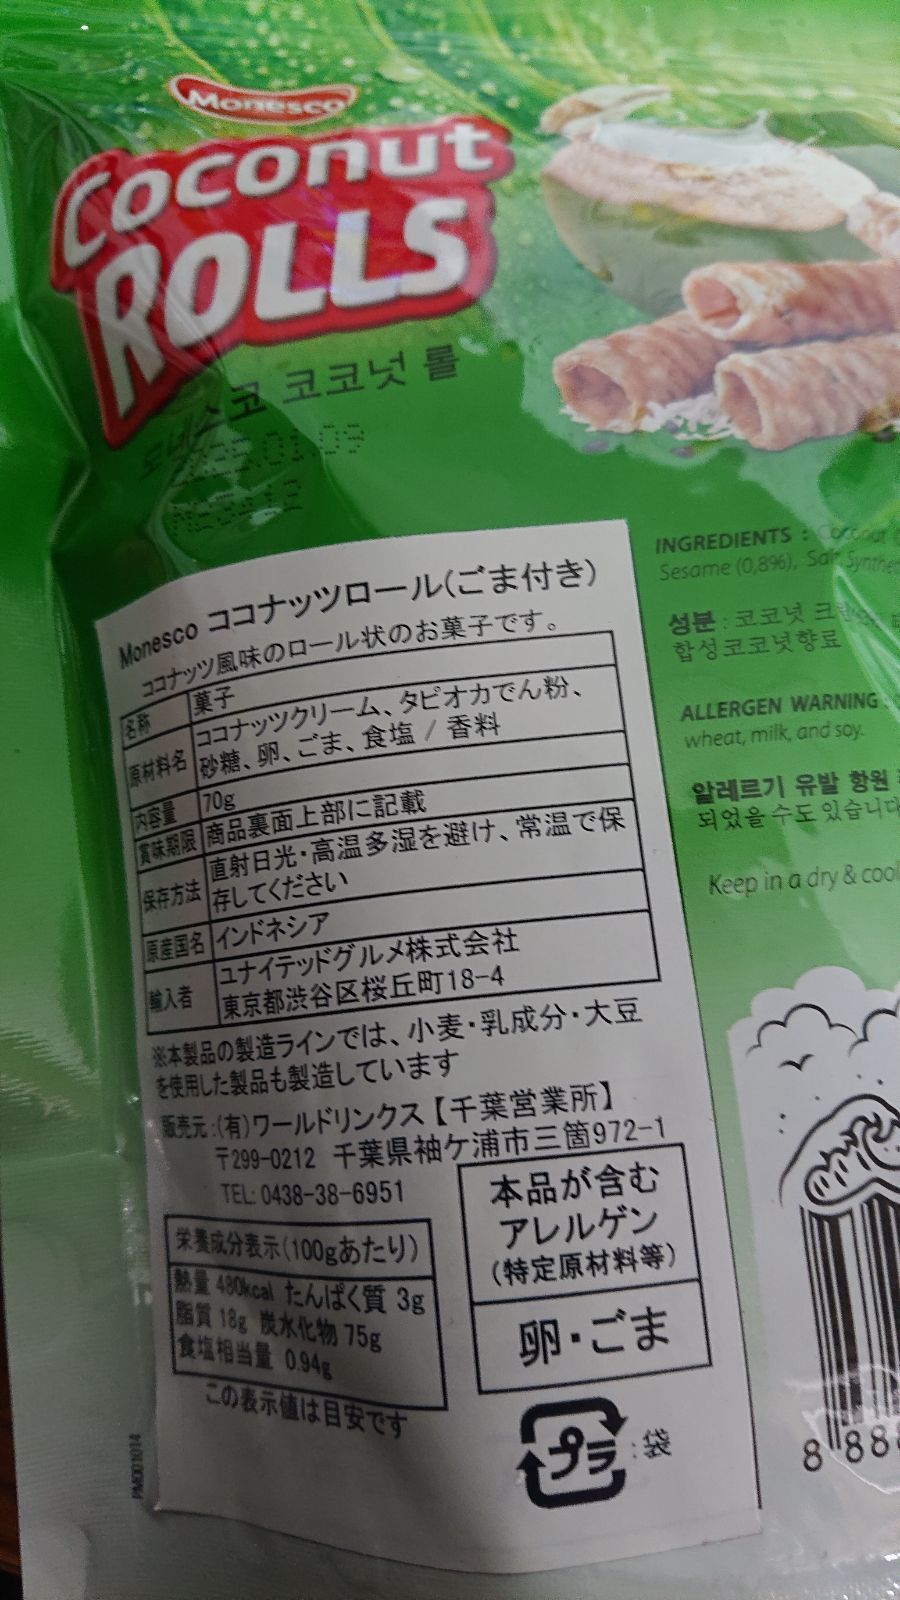 Monesco
Coconut
ROLLS
모네스코 코코넛 롤
Monesco ココナッツロール(ごま付き)
ココナッツ風味のロール状のお菓子です。
名称 菓子
原材料名 ココナッツクリーム、タピオカでん粉、
砂糖、卵、ごま、食塩 / 香料
内容量 70g
賞味期限 商品裏面上部に記載
保存方法 直射日光・高温多湿を避け、常温で保
存してください
原産国名 インドネシア
輸入者 ユナイテッドグルメ株式会社
東京都渋谷区桜丘町18-4
※本製品の製造ラインでは、小麦・乳成分・大豆
を使用した製品も製造しています
販売元:(有)ワールドリンクス【千葉営業所】
〒299-0212 千葉県袖ケ浦市三箇972-1
TEL: 0438-38-6951
栄養成分表示(100gあたり)
熱量 480kcal たんぱく質 3g
脂質 18g 炭水化物 75g
食塩相当量 0.94g
この表示値は目安です
本品が含む
アレルゲン
(特定原材料等)
卵・ごま
プラ :袋
PM001014
INGREDIENTS : Coconut
Sesame (0,8%), Salt
성분 : 코코넛
합성코코넛향료
ALLERGEN WARNING
wheat, milk, and soy.
알레르기 유발 항원
되었을 수도 있습니다
Keep in a dry & cool
8 888